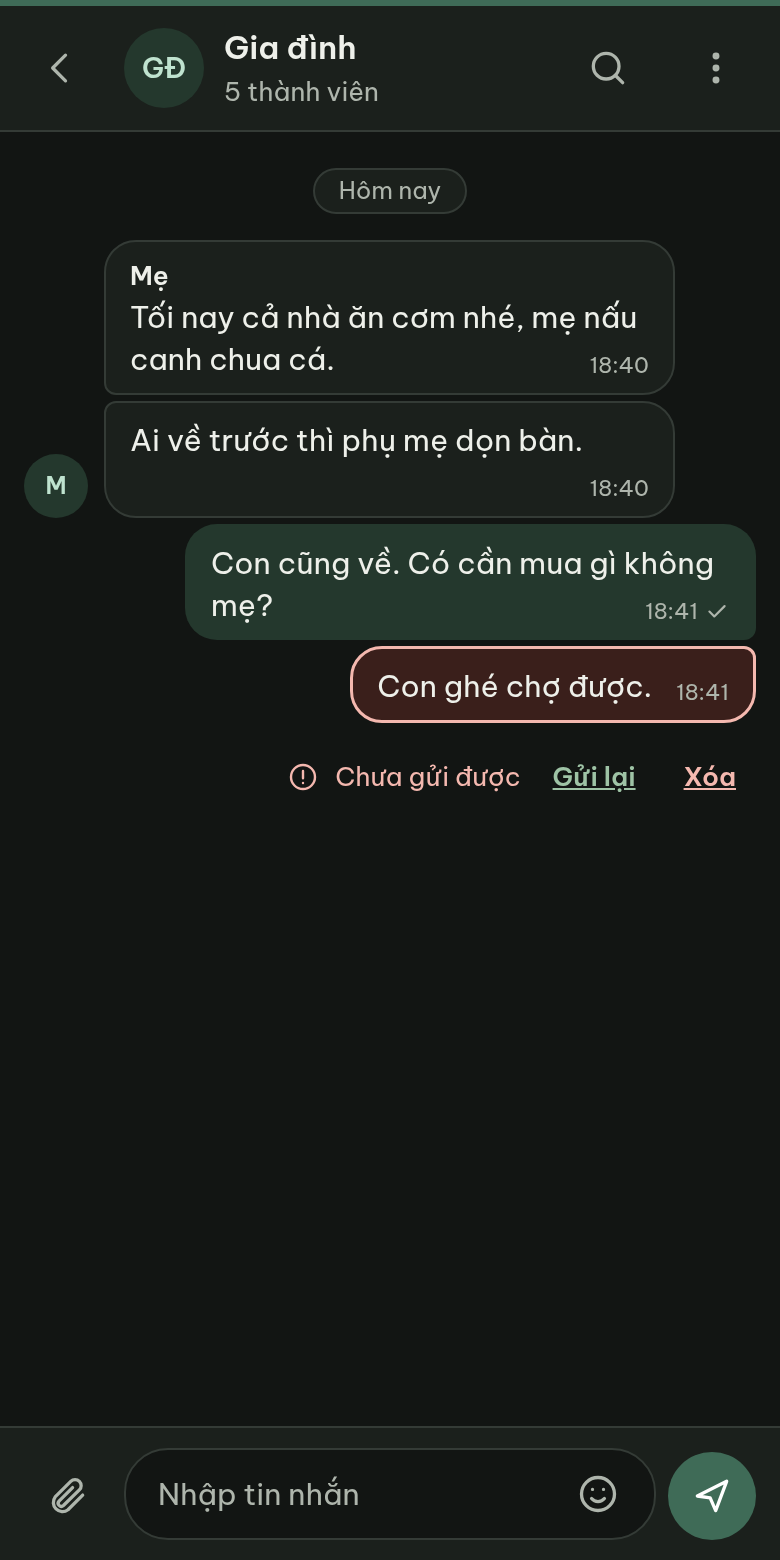 GĐ
Gia đình
5 thành viên
Hôm nay
Mẹ
Tối nay cả nhà ăn cơm nhé, mẹ nấu
canh chua cá.
18:40
Ai về trước thì phụ mẹ dọn bàn.
18:40
M
Con cũng về. Có cần mua gì không
mẹ?
18:41
Con ghé chợ được.
18:41
Chưa gửi được Gửi lại Xóa
Nhập tin nhắn